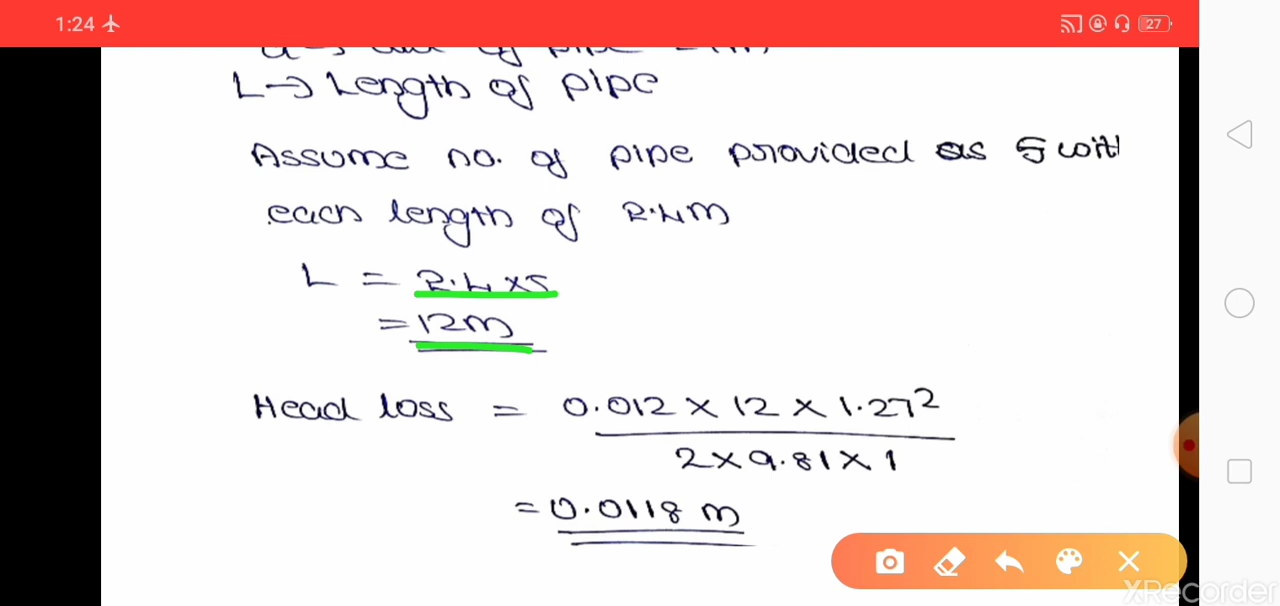 1:24
27
L→ Length of pipe
Assume no. of pipe provided as 5 with
each length of 2.4m
L = 2.4×5
= 12m
Head loss = 0.012 × 12 × 1.27²
2×9.81×1
= 0.0118 m
XRecorder